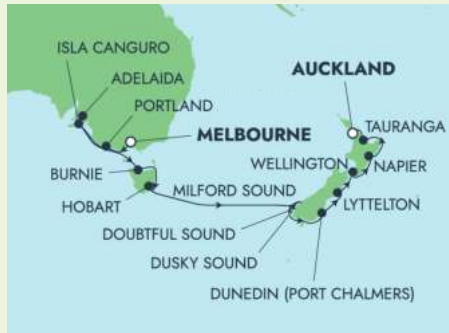 ISLA CANGURO
ADELAIDA
PORTLAND
MELBOURNE
BURNIE
HOBART
AUCKLAND
TAURANGA
WELLINGTON
NAPIER
MILFORD SOUND
LYTTELTON
DOUBTFUL SOUND
DUSKY SOUND
DUNEDIN (PORT CHALMERS)